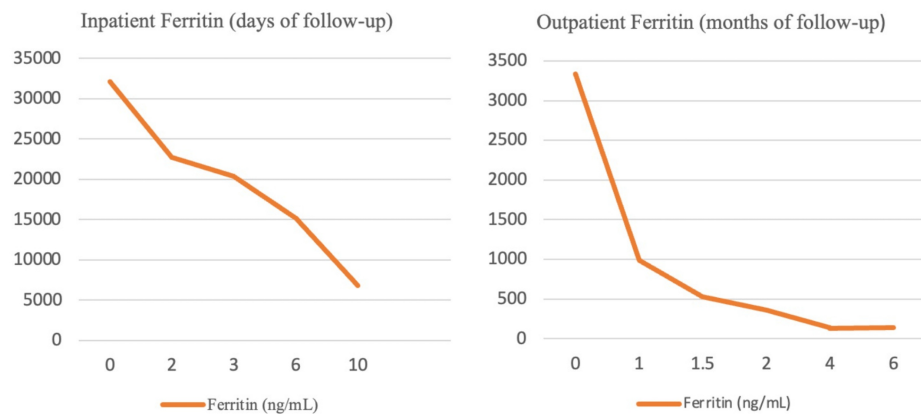 Inpatient Ferritin (days of follow-up)
35000
30000
25000
20000
15000
10000
5000
0
0 2 3 6 10
Ferritin (ng/mL)
Outpatient Ferritin (months of follow-up)
3500
3000
2500
2000
1500
1000
500
0
0 1 1.5 2 4 6
Ferritin (ng/mL)